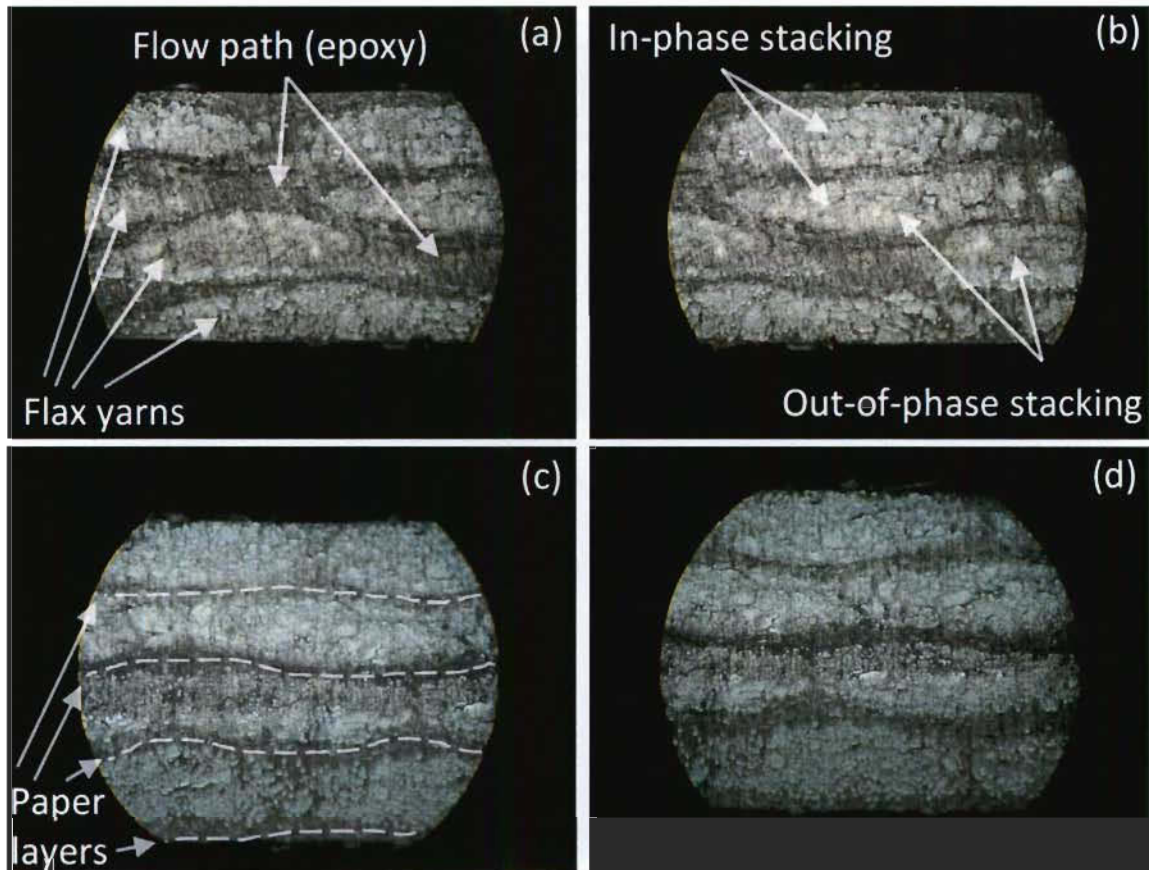 Flow path (epoxy)
(a)
Flax yarns
In-phase stacking
(b)
Out-of-phase stacking
(c)
Paper
layers
(d)